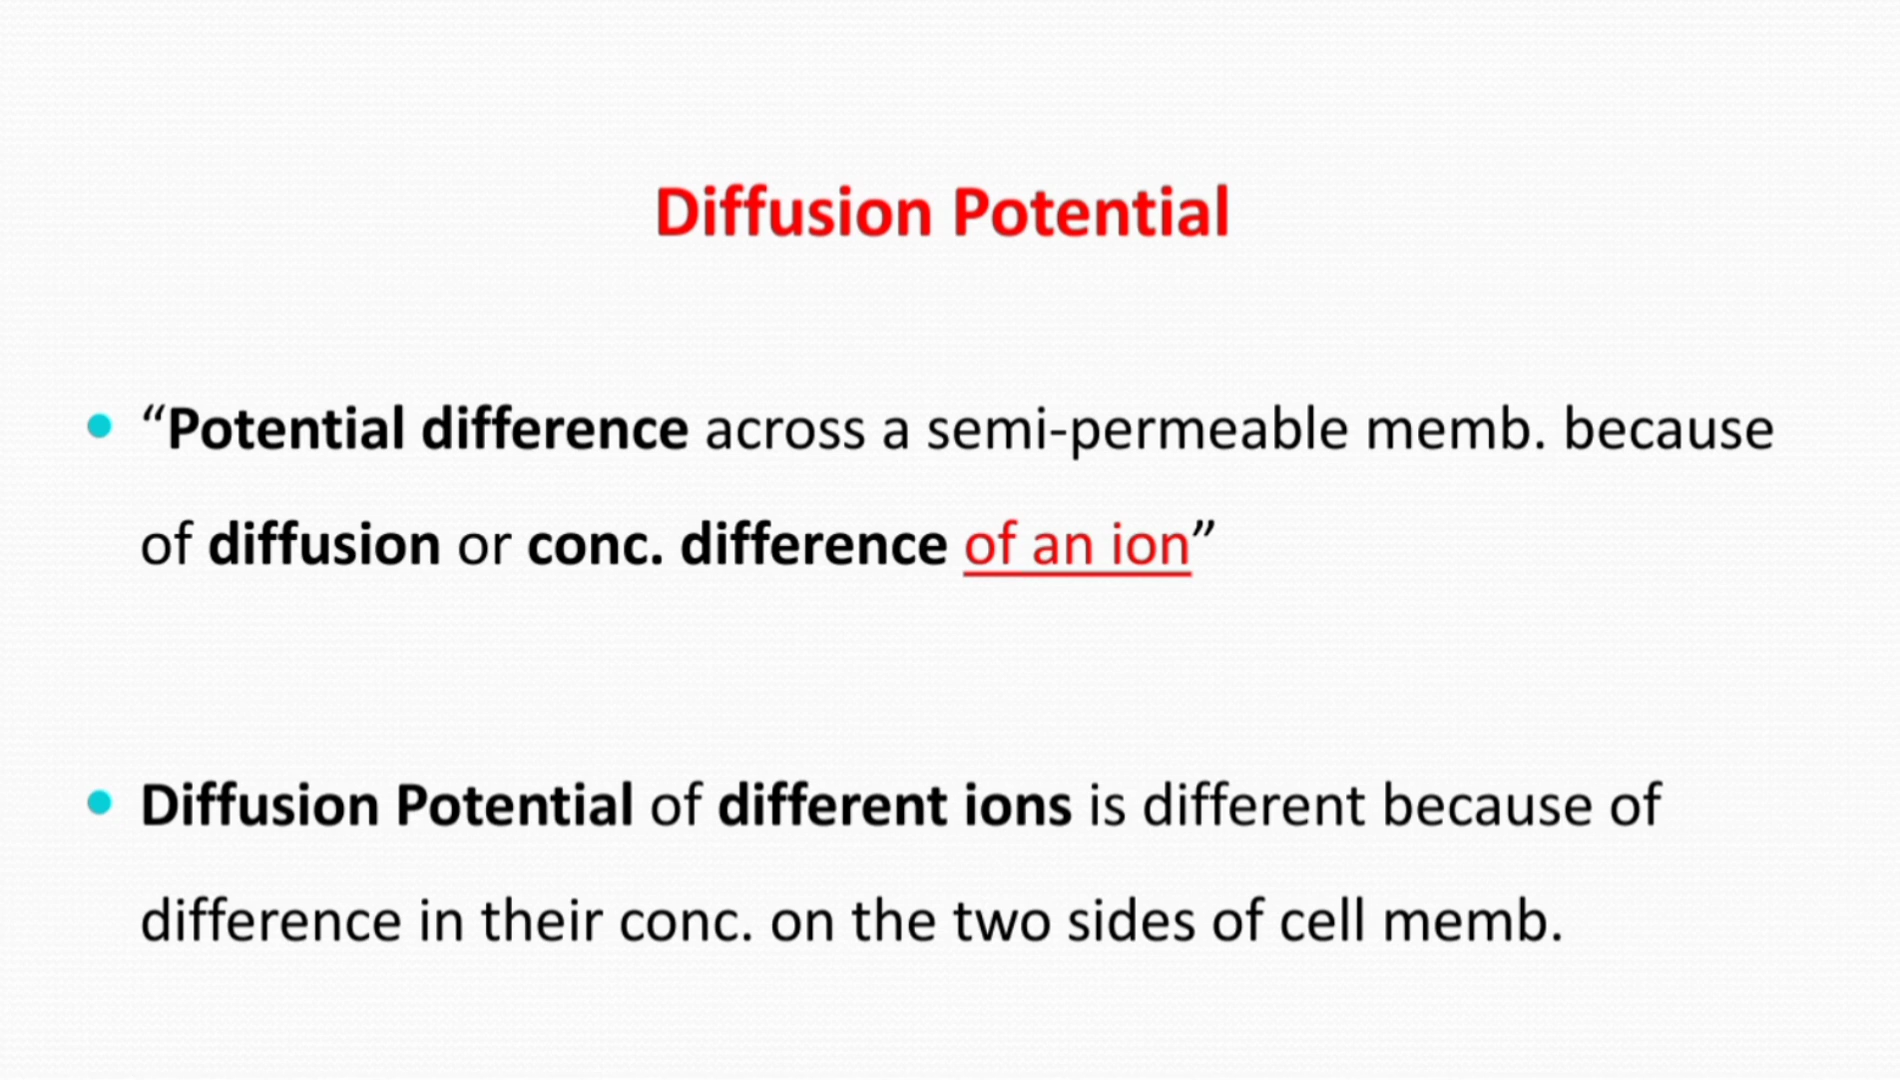 Diffusion Potential
“Potential difference across a semi-permeable memb. because
of diffusion or conc. difference of an ion”
Diffusion Potential of different ions is different because of
difference in their conc. on the two sides of cell memb.